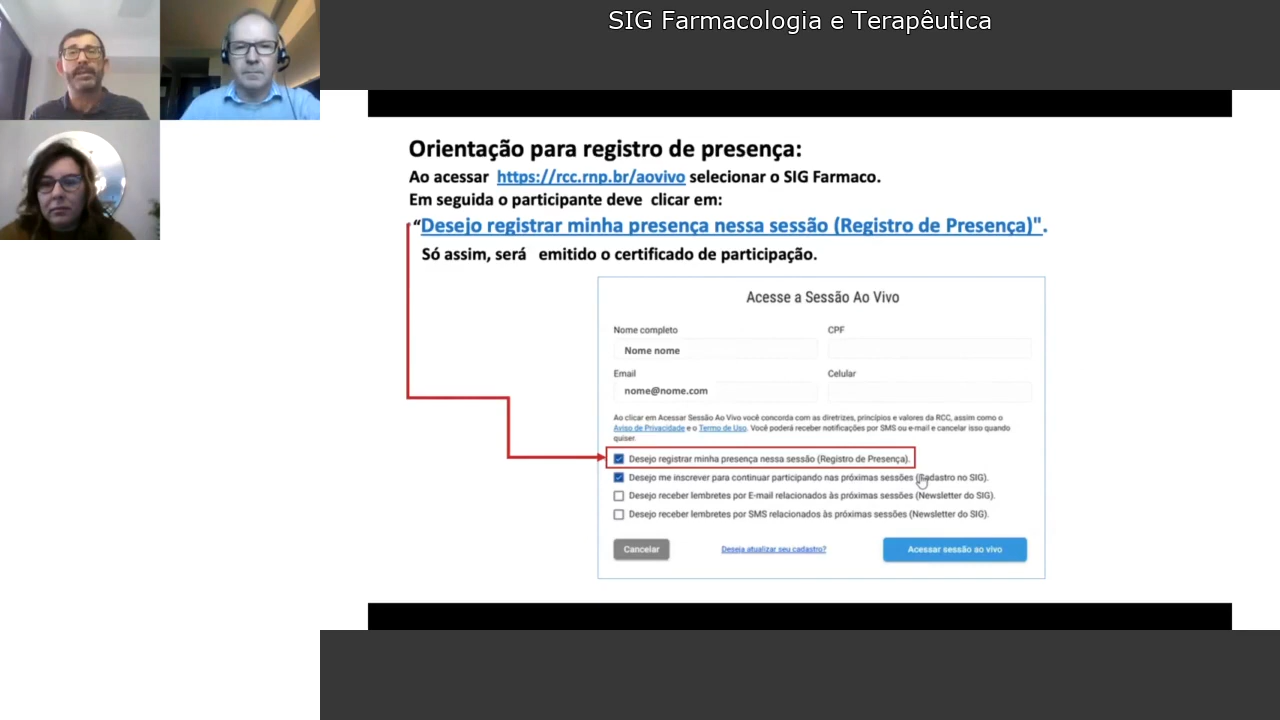 SIG Farmacologia e Terapêutica
Orientação para registro de presença:
Ao acessar https://rcc.rnp.br/aovivo selecionar o SIG Farmaco.
Em seguida o participante deve clicar em:
“Desejo registrar minha presença nessa sessão (Registro de Presença)".
Só assim, será emitido o certificado de participação.
Acesse a Sessão Ao Vivo
Nome completo CPF
Nome nome
Email Celular
nome@nome.com
Ao clicar em Acessar Sessão Ao Vivo você concorda com as diretrizes, princípios e valores da RCC, assim como o
Aviso de Privacidade e o Termo de Uso. Você poderá receber notificações por SMS ou e-mail e cancelar isso quando
quiser.
Desejo registrar minha presença nessa sessão (Registro de Presença).
Desejo me inscrever para continuar participando nas próximas sessões (Cadastro no SIG).
Desejo receber lembretes por E-mail relacionados às próximas sessões (Newsletter do SIG).
Desejo receber lembretes por SMS relacionados às próximas sessões (Newsletter do SIG).
Cancelar Deseja atualizar seu cadastro? Acessar sessão ao vivo